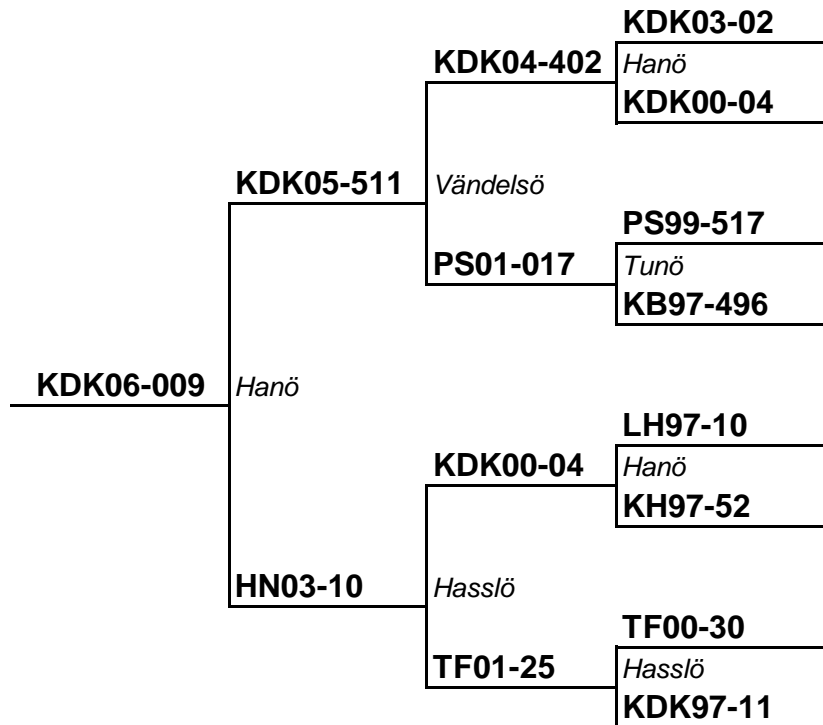 KDK03-02
KDK04-402 Hanö
KDK00-04
KDK05-511 Vändelsö
PS99-517
PS01-017 Tunö
KB97-496
KDK06-009 Hanö
LH97-10
KDK00-04 Hanö
KH97-52
HN03-10 Hasslö
TF00-30
TF01-25 Hasslö
KDK97-11